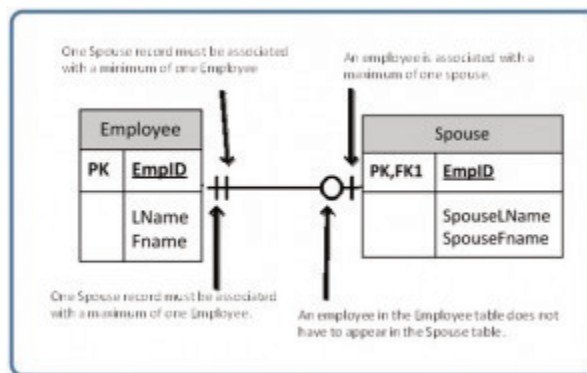 One Spouse record must be associated
with a minimum of one Employee
An employee is associated with a
maximum of one spouse.
Employee
PK EmpID
LName
Fname
Spouse
PK,FK1 EmpID
SpouseLName
SpouseFname
One Spouse record must be associated
with a maximum of one Employee.
An employee in the Employee table does not
have to appear in the Spouse table.